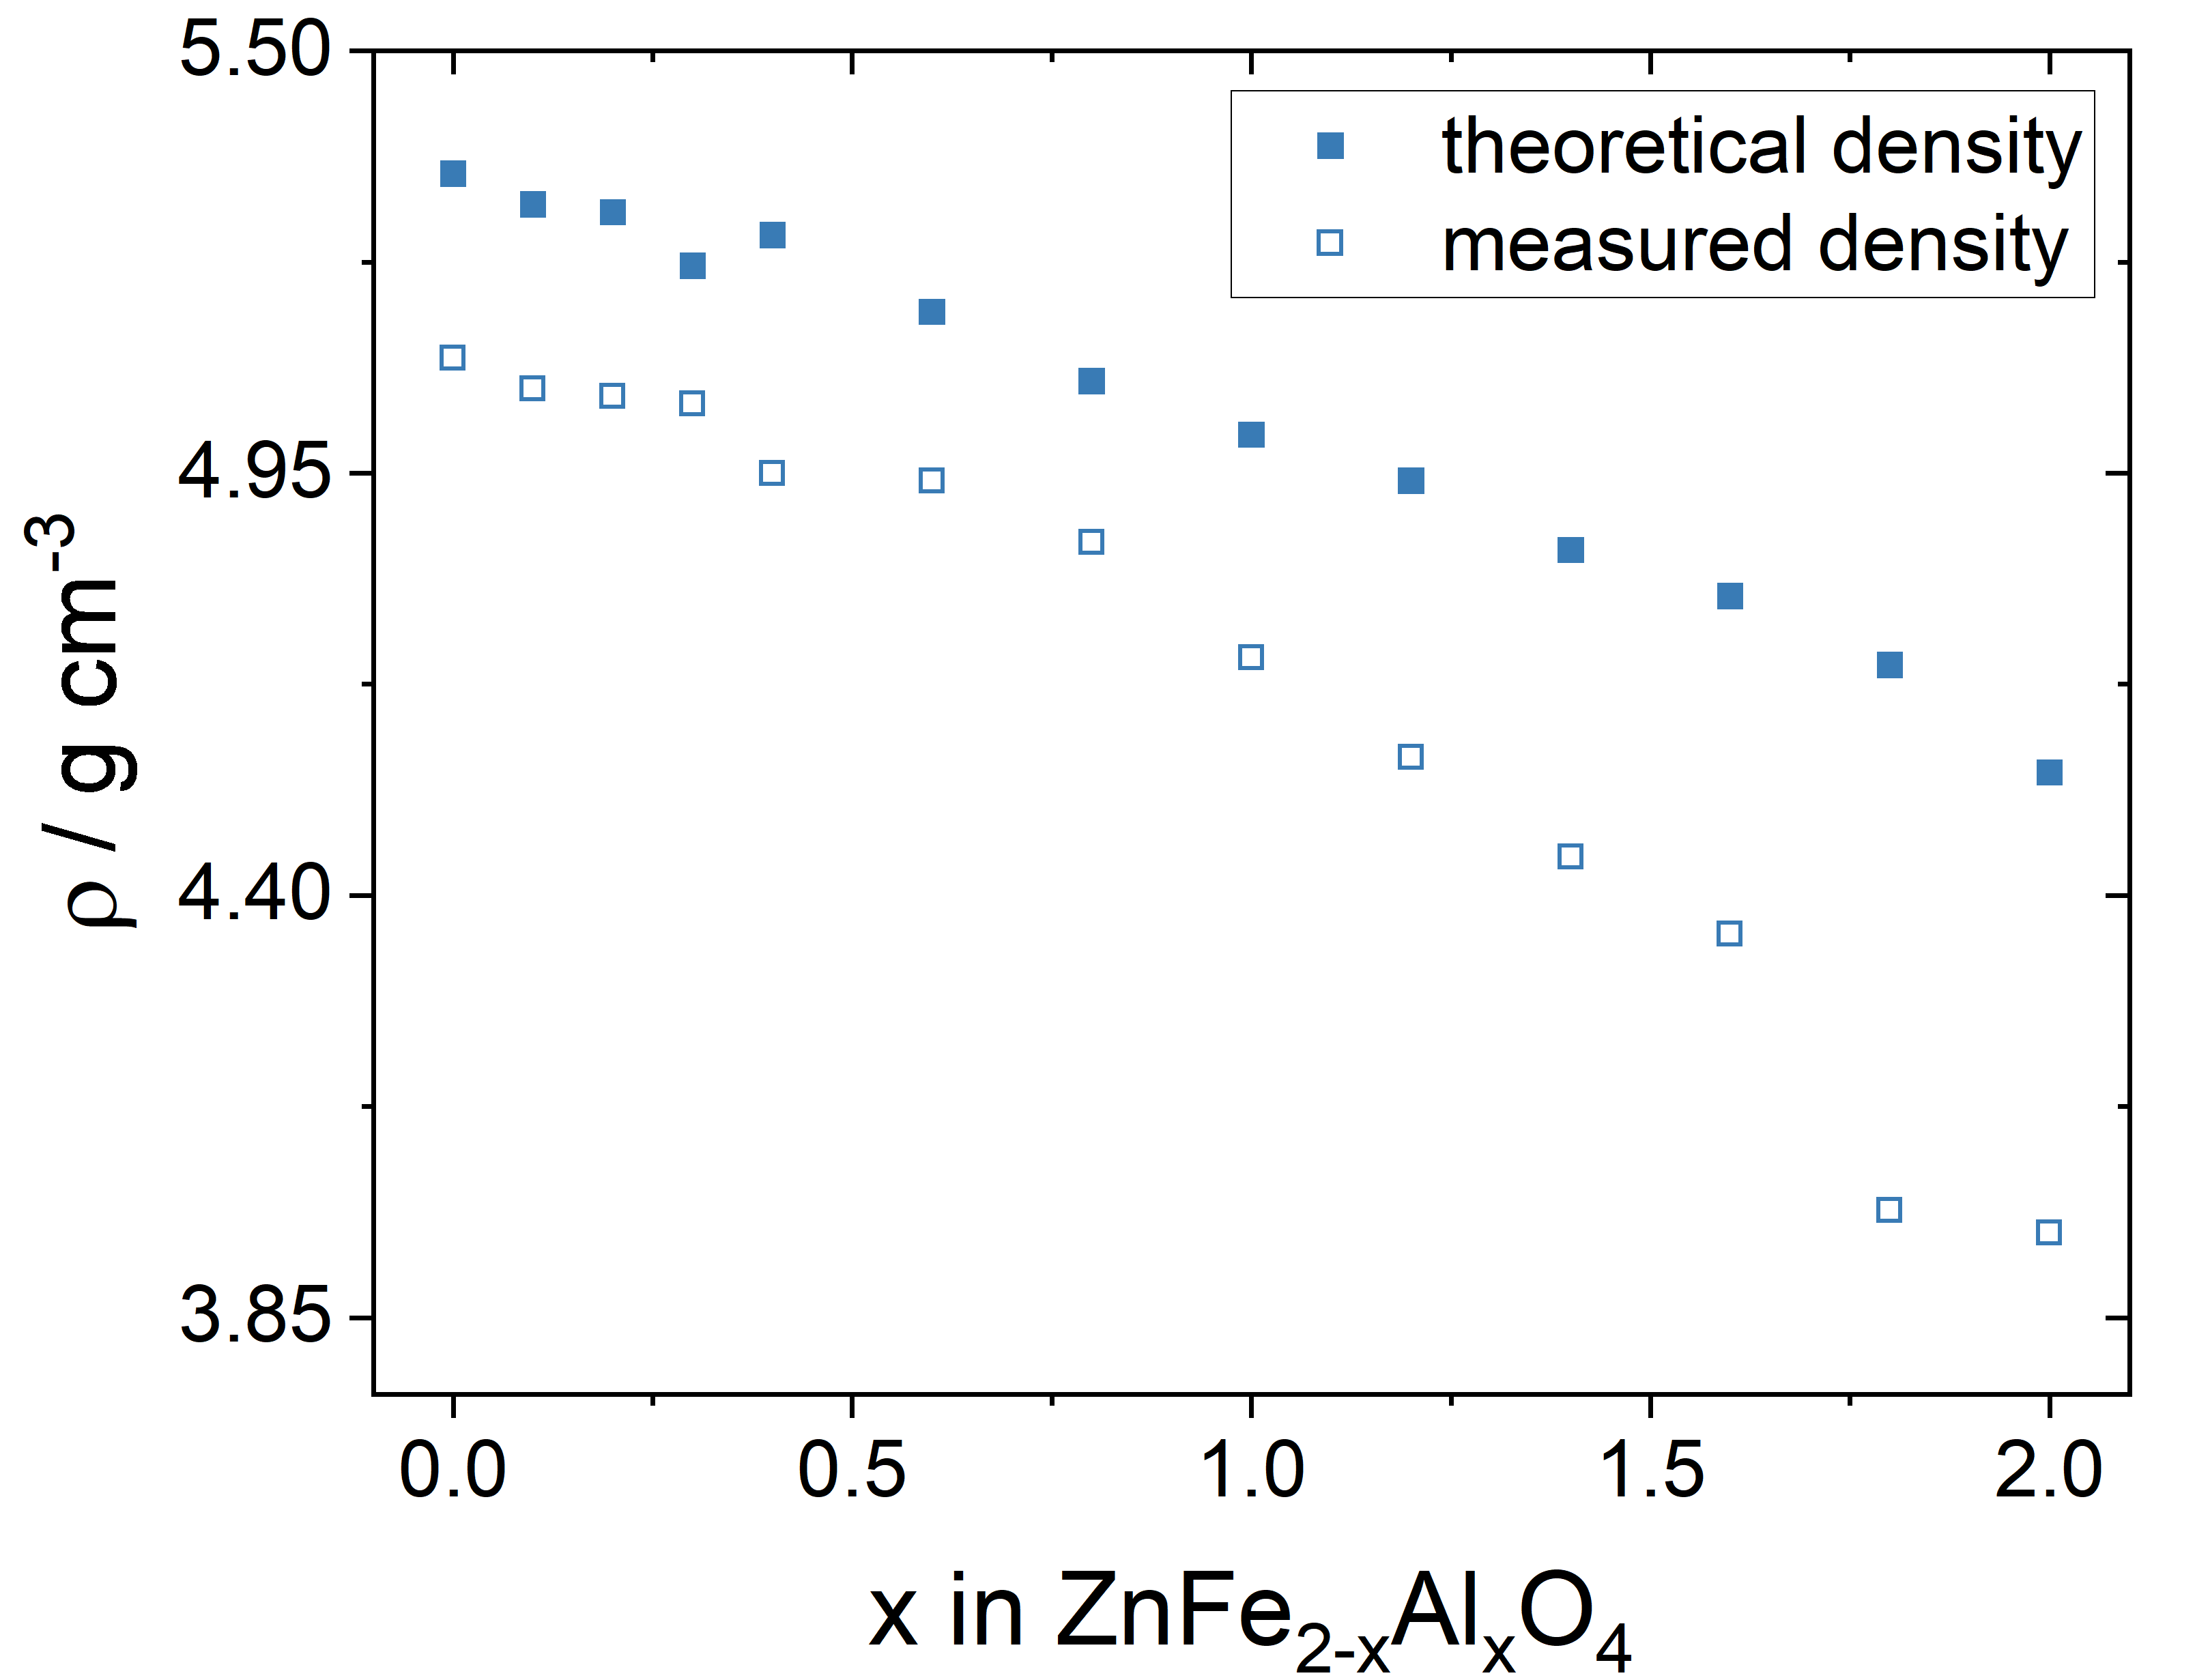 5.50
4.95
4.40
3.85
ρ / g cm⁻³
theoretical density
measured density
0.0 0.5 1.0 1.5 2.0
x in ZnFe₂₋ₓAlₓO₄